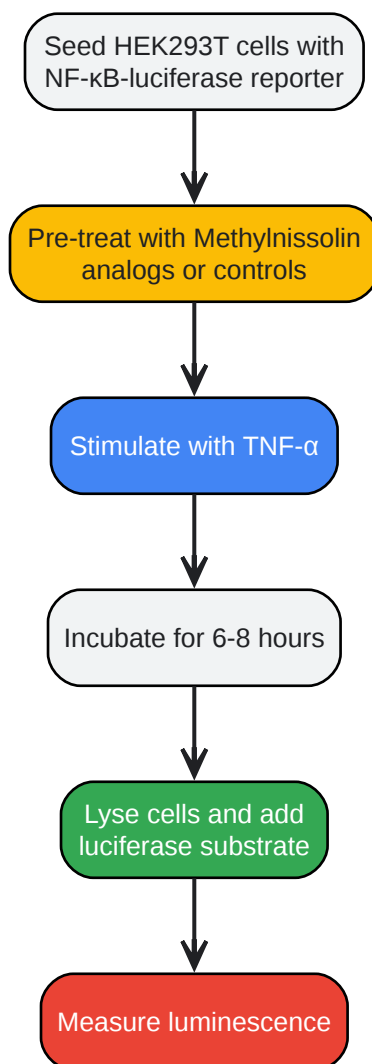 Seed HEK293T cells with
NF-κB-luciferase reporter
Pre-treat with Methylnissolin
analogs or controls
Stimulate with TNF-α
Incubate for 6-8 hours
Lyse cells and add
luciferase substrate
Measure luminescence